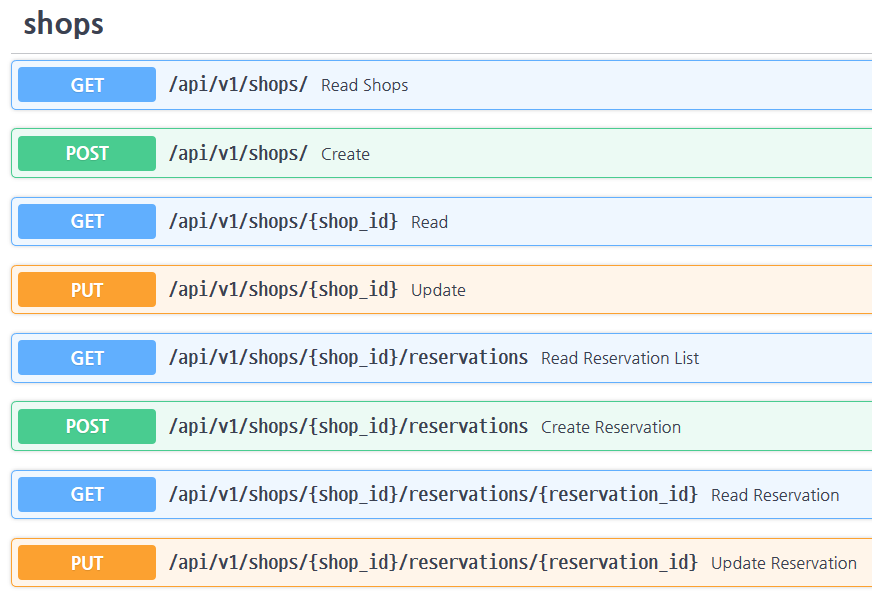 shops
GET /api/v1/shops/ Read Shops
POST /api/v1/shops/ Create
GET /api/v1/shops/{shop_id} Read
PUT /api/v1/shops/{shop_id} Update
GET /api/v1/shops/{shop_id}/reservations Read Reservation List
POST /api/v1/shops/{shop_id}/reservations Create Reservation
GET /api/v1/shops/{shop_id}/reservations/{reservation_id} Read Reservation
PUT /api/v1/shops/{shop_id}/reservations/{reservation_id} Update Reservation